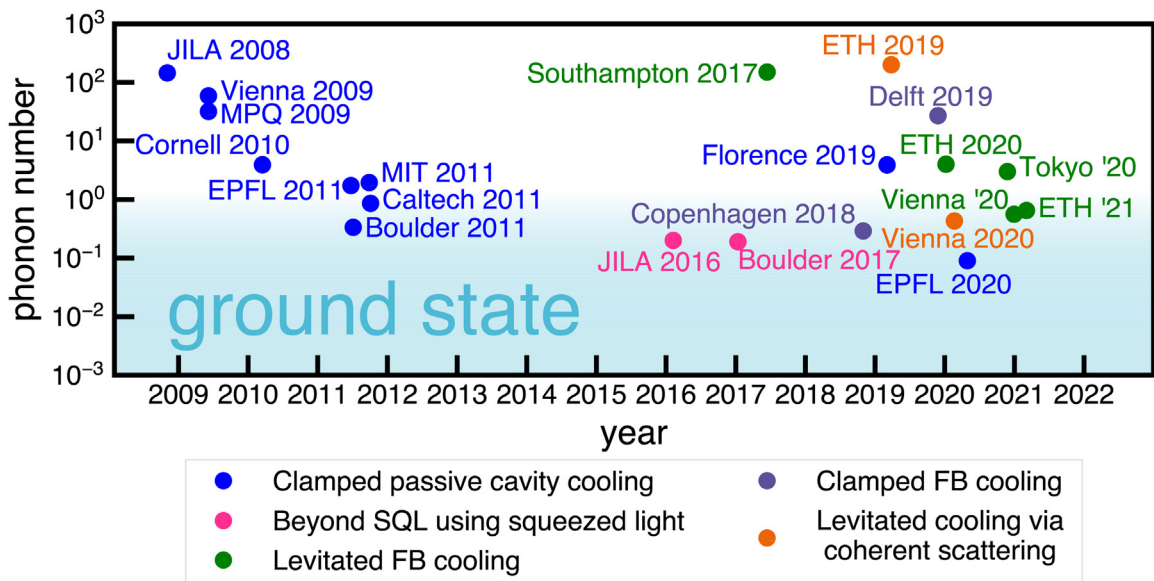 10³
10²
10¹
10⁰
10⁻¹
10⁻²
10⁻³
phonon number
JILA 2008
Vienna 2009
MPQ 2009
Cornell 2010
EPFL 2011
MIT 2011
Caltech 2011
Boulder 2011
Southampton 2017
ETH 2019
Delft 2019
Florence 2019
ETH 2020
Tokyo '20
Copenhagen 2018
Vienna '20
ETH '21
JILA 2016
Boulder 2017
Vienna 2020
EPFL 2020
ground state
2009 2010 2011 2012 2013 2014 2015 2016 2017 2018 2019 2020 2021 2022
year
Clamped passive cavity cooling
Beyond SQL using squeezed light
Levitated FB cooling
Clamped FB cooling
Levitated cooling via
coherent scattering